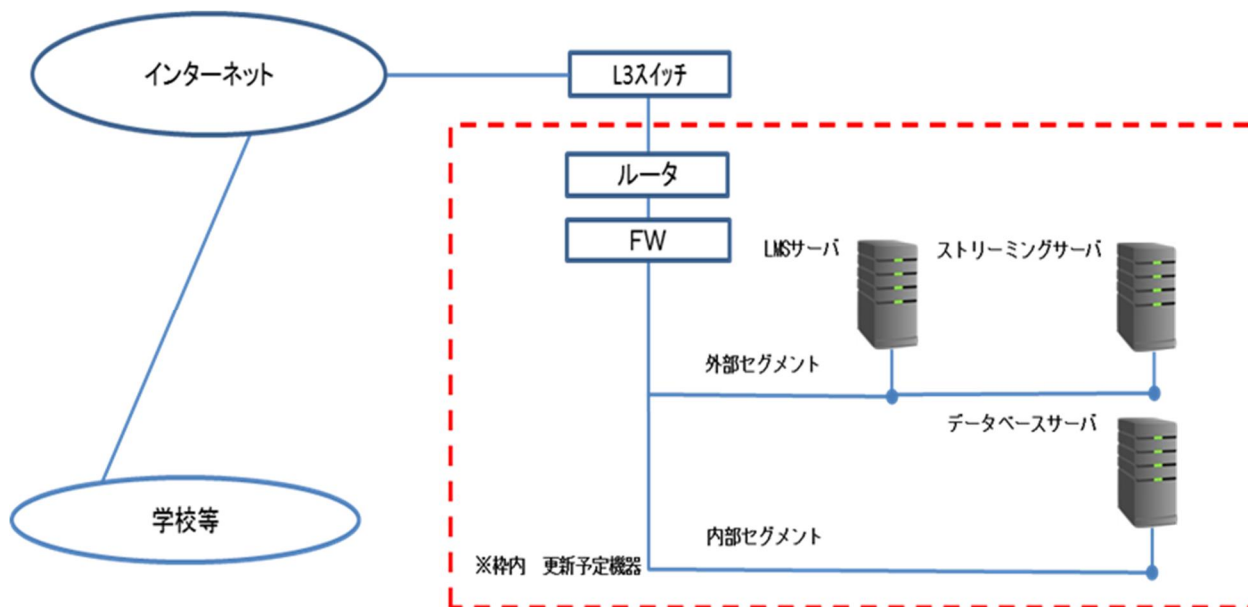 インターネット
L3スイッチ
ルータ
FW
LMSサーバ
ストリーミングサーバ
外部セグメント
データベースサーバ
学校等
内部セグメント
※枠内　更新予定機器